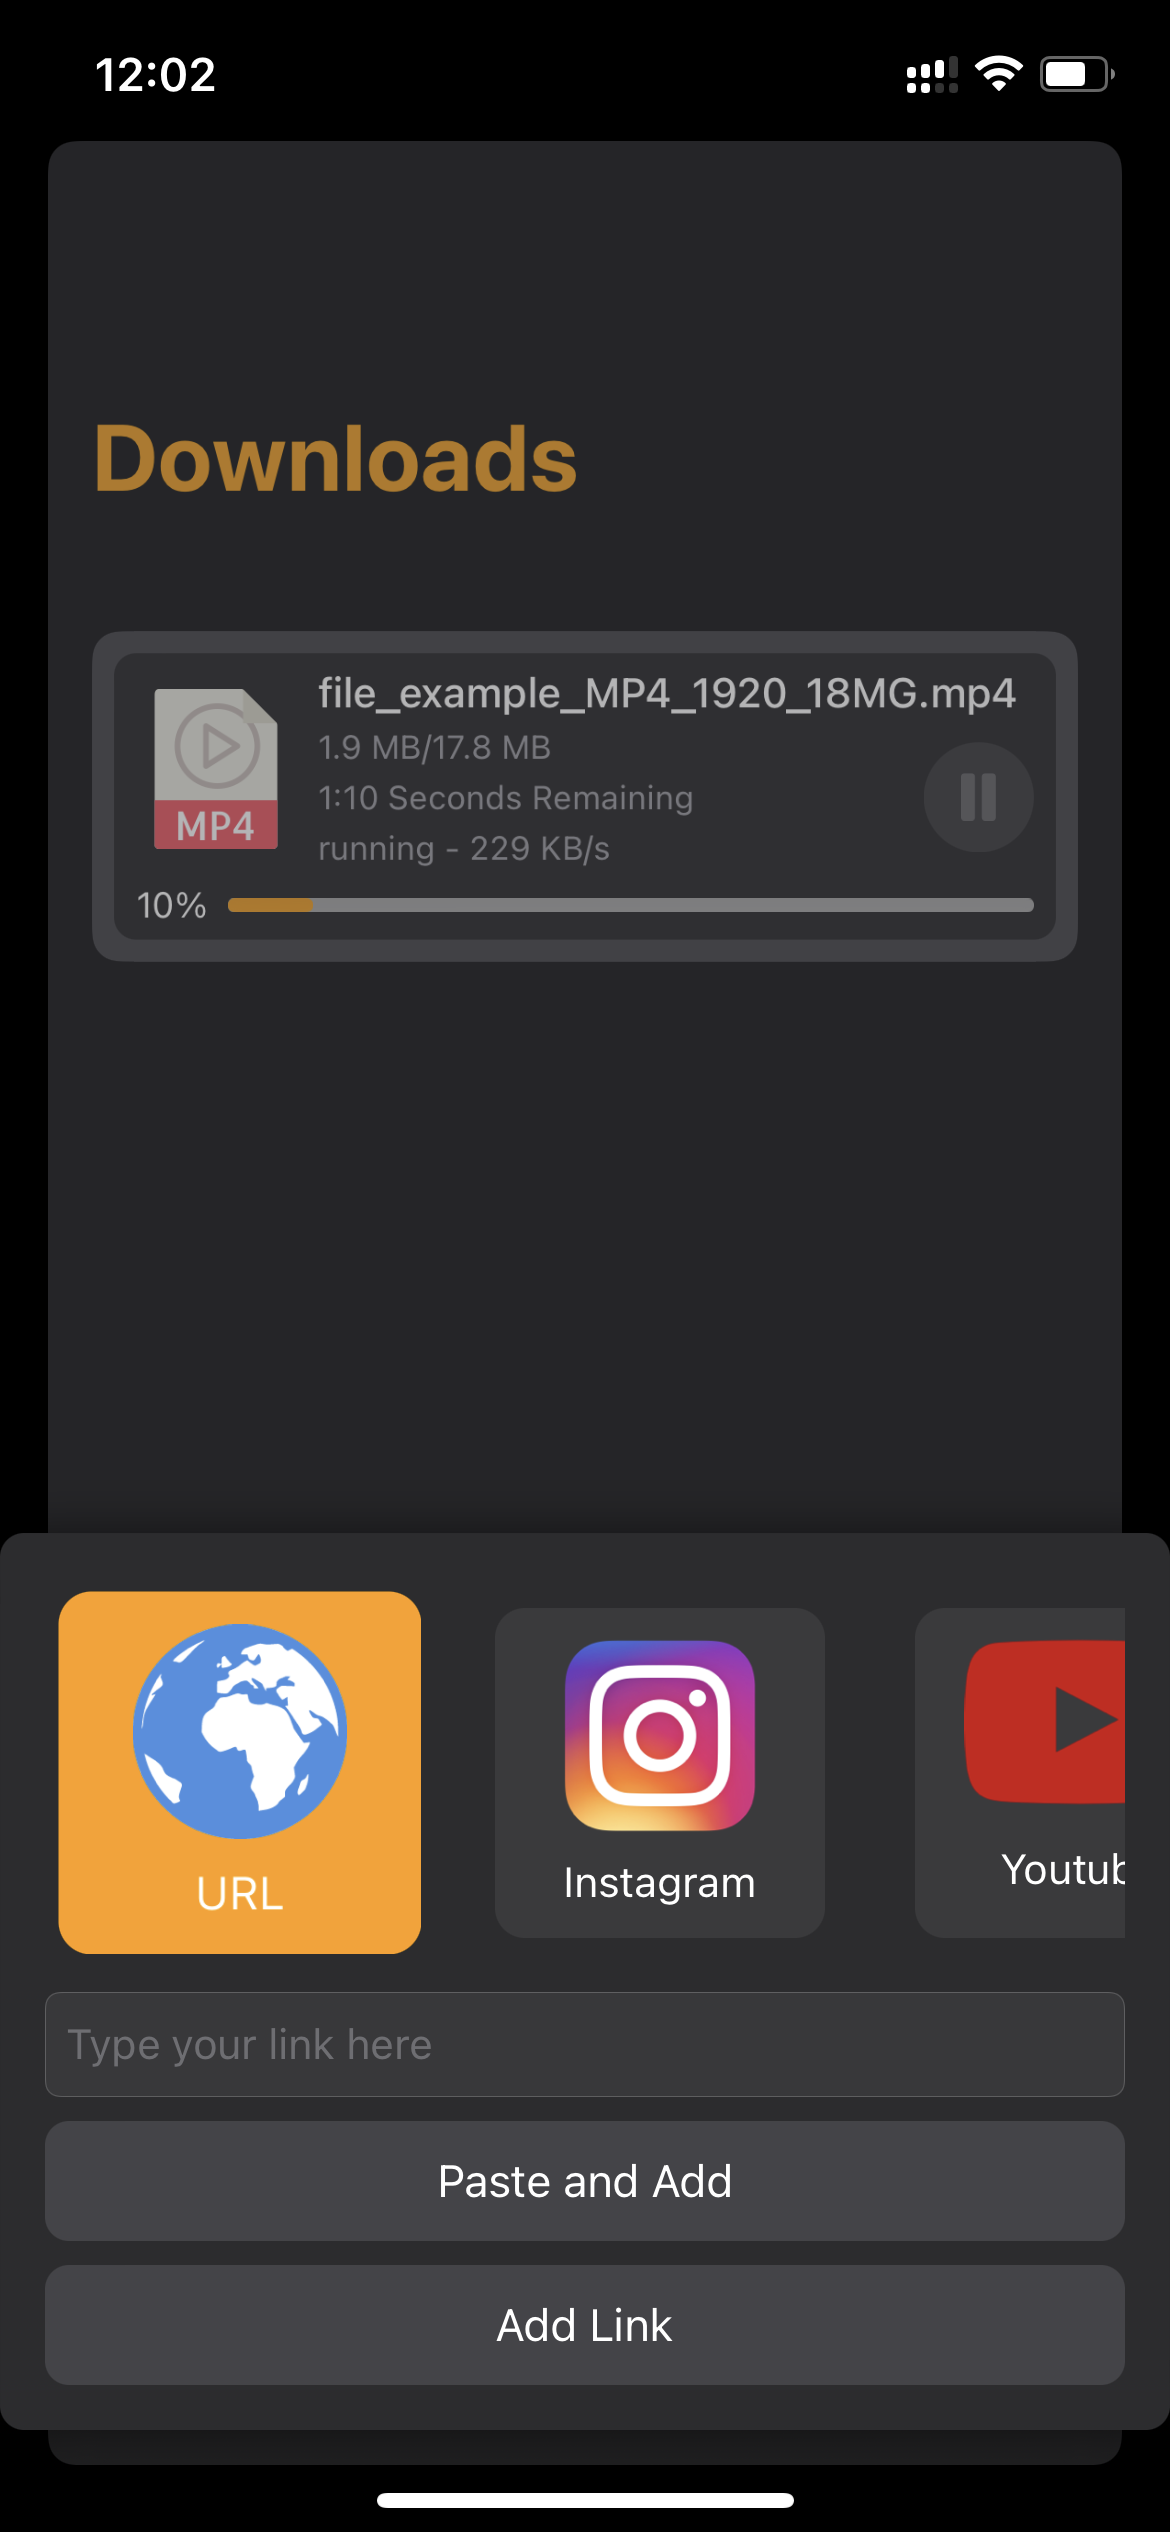 12:02
Downloads
file_example_MP4_1920_18MG.mp4
1.9 MB/17.8 MB
1:10 Seconds Remaining
running - 229 KB/s
MP4
10%
URL
Instagram
Youtub
Type your link here
Paste and Add
Add Link